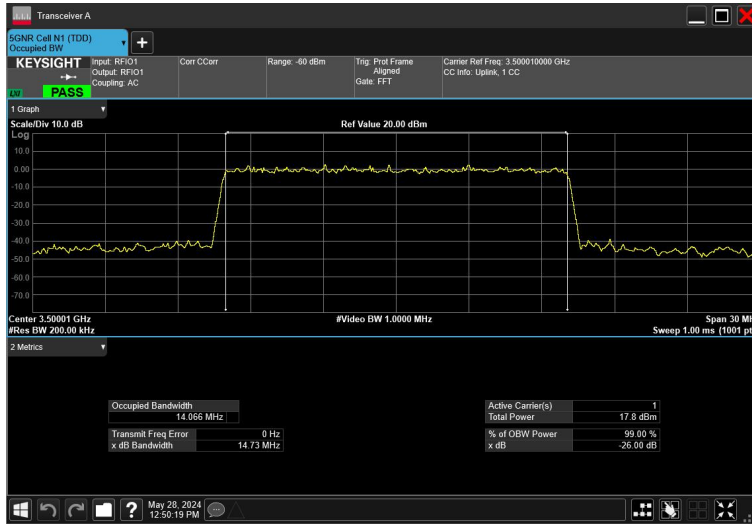 Transceiver A
5GNR Cell N1 (TDD)
Occupied BW
KEYSIGHT
PASS
Input: RFIO1
Output: RFIO1
Coupling: AC
Corr CCorr
Range: -60 dBm
Trig: Prot Frame
Aligned
Gate: FFT
Carrier Ref Freq: 3.500010000 GHz
CC Info: Uplink, 1 CC
1 Graph
Scale/Div 10.0 dB
Ref Value 20.00 dBm
Log
10.0
0.00
-10.0
-20.0
-30.0
-40.0
-50.0
-60.0
-70.0
Center 3.50001 GHz
#Video BW 1.0000 MHz
Span 30 MH
#Res BW 200.00 kHz
Sweep 1.00 ms (1001 pt
2 Metrics
Occupied Bandwidth
14.066 MHz
Active Carrier(s) 1
Total Power 17.8 dBm
Transmit Freq Error 0 Hz
x dB Bandwidth 14.73 MHz
% of OBW Power 99.00 %
x dB -26.00 dB
?
May 28, 2024
12:50:19 PM